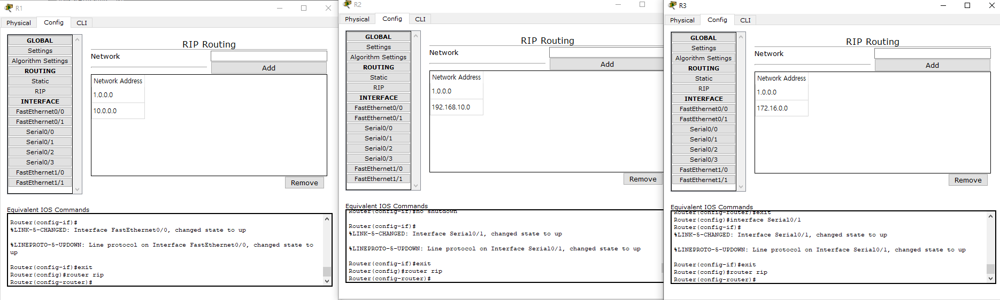 R1
Physical
Config
CLI
GLOBAL
Settings
Algorithm Settings
ROUTING
Static
RIP
INTERFACE
FastEthernet0/0
FastEthernet0/1
Serial0/0
Serial0/1
Serial0/2
Serial0/3
FastEthernet1/0
FastEthernet1/1
RIP Routing
Network
Add
Network Address
1.0.0.0
10.0.0.0
Remove
Equivalent IOS Commands
Router(config-if)#
%LINK-5-CHANGED: Interface FastEthernet0/0, changed state to up
%LINEPROTO-5-UPDOWN: Line protocol on Interface FastEthernet0/0, changed state to
up
Router(config-if)#exit
Router(config)#router rip
Router(config-router)#
R2
Physical
Config
CLI
GLOBAL
Settings
Algorithm Settings
ROUTING
Static
RIP
INTERFACE
FastEthernet0/0
FastEthernet0/1
Serial0/0
Serial0/1
Serial0/2
Serial0/3
FastEthernet1/0
FastEthernet1/1
RIP Routing
Network
Add
Network Address
1.0.0.0
192.168.10.0
Remove
Equivalent IOS Commands
Router(config-if)#no shutdown
Router(config-if)#
%LINK-5-CHANGED: Interface Serial0/1, changed state to up
%LINEPROTO-5-UPDOWN: Line protocol on Interface Serial0/1, changed state to up
Router(config-if)#exit
Router(config)#router rip
Router(config-router)#
R3
Physical
Config
CLI
GLOBAL
Settings
Algorithm Settings
ROUTING
Static
RIP
INTERFACE
FastEthernet0/0
FastEthernet0/1
Serial0/0
Serial0/1
Serial0/2
Serial0/3
FastEthernet1/0
FastEthernet1/1
RIP Routing
Network
Add
Network Address
1.0.0.0
172.16.0.0
Remove
Equivalent IOS Commands
Router(config-router)#exit
Router(config)#interface Serial0/1
Router(config-if)#
%LINK-5-CHANGED: Interface Serial0/1, changed state to up
%LINEPROTO-5-UPDOWN: Line protocol on Interface Serial0/1, changed state to up
Router(config-if)#exit
Router(config)#router rip
Router(config-router)#